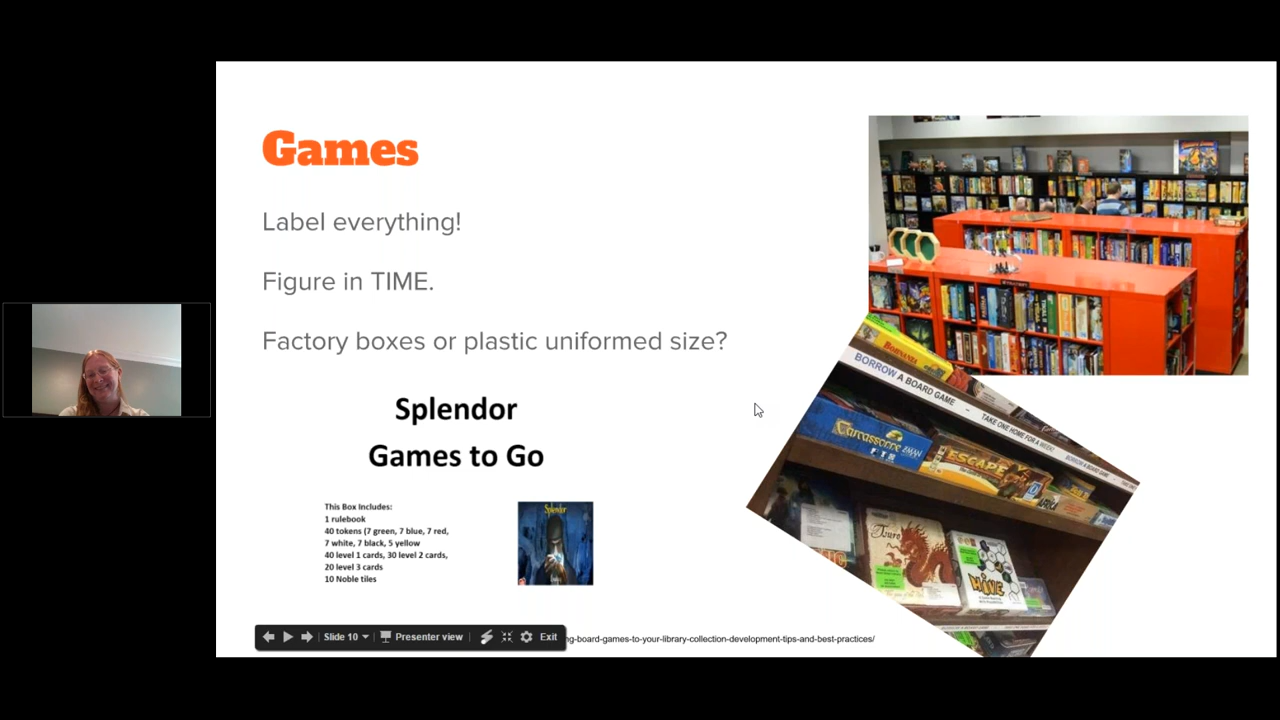 Games
Label everything!
Figure in TIME.
Factory boxes or plastic uniformed size?
Splendor
Games to Go
This Box Includes:
1 rulebook
40 tokens (7 green, 7 blue, 7 red,
7 white, 7 black, 5 yellow
40 level 1 cards, 30 level 2 cards,
20 level 3 cards
10 Noble tiles
Splendor
BOHNANZA
BORROW A BOARD GAME - TAKE ONE HOME FOR A WEEK! BORROW A BOARD GAME
Carcassonne
ESCAPE
Tsuro
HIVE
Slide 10
Presenter view
Exit
ng-board-games-to-your-library-collection-development-tips-and-best-practices/